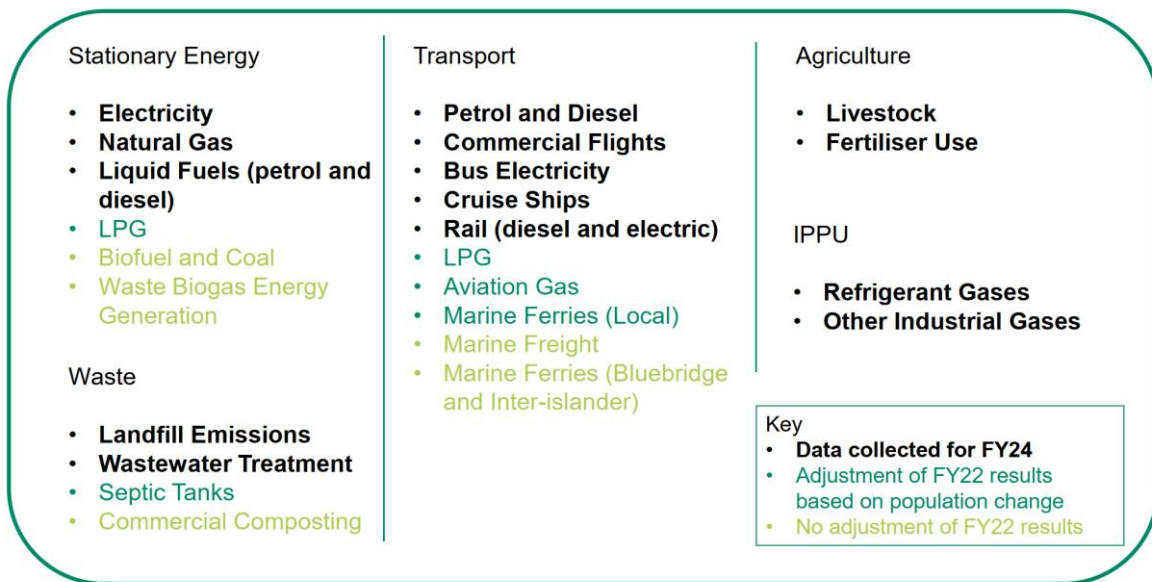 Stationary Energy
• Electricity
• Natural Gas
• Liquid Fuels (petrol and
diesel)
• LPG
• Biofuel and Coal
• Waste Biogas Energy
Generation
Waste
• Landfill Emissions
• Wastewater Treatment
• Septic Tanks
• Commercial Composting
Transport
• Petrol and Diesel
• Commercial Flights
• Bus Electricity
• Cruise Ships
• Rail (diesel and electric)
• LPG
• Aviation Gas
• Marine Ferries (Local)
• Marine Freight
• Marine Ferries (Bluebridge
and Inter-islander)
Agriculture
• Livestock
• Fertiliser Use
IPPU
• Refrigerant Gases
• Other Industrial Gases
Key
• Data collected for FY24
• Adjustment of FY22 results
based on population change
• No adjustment of FY22 results